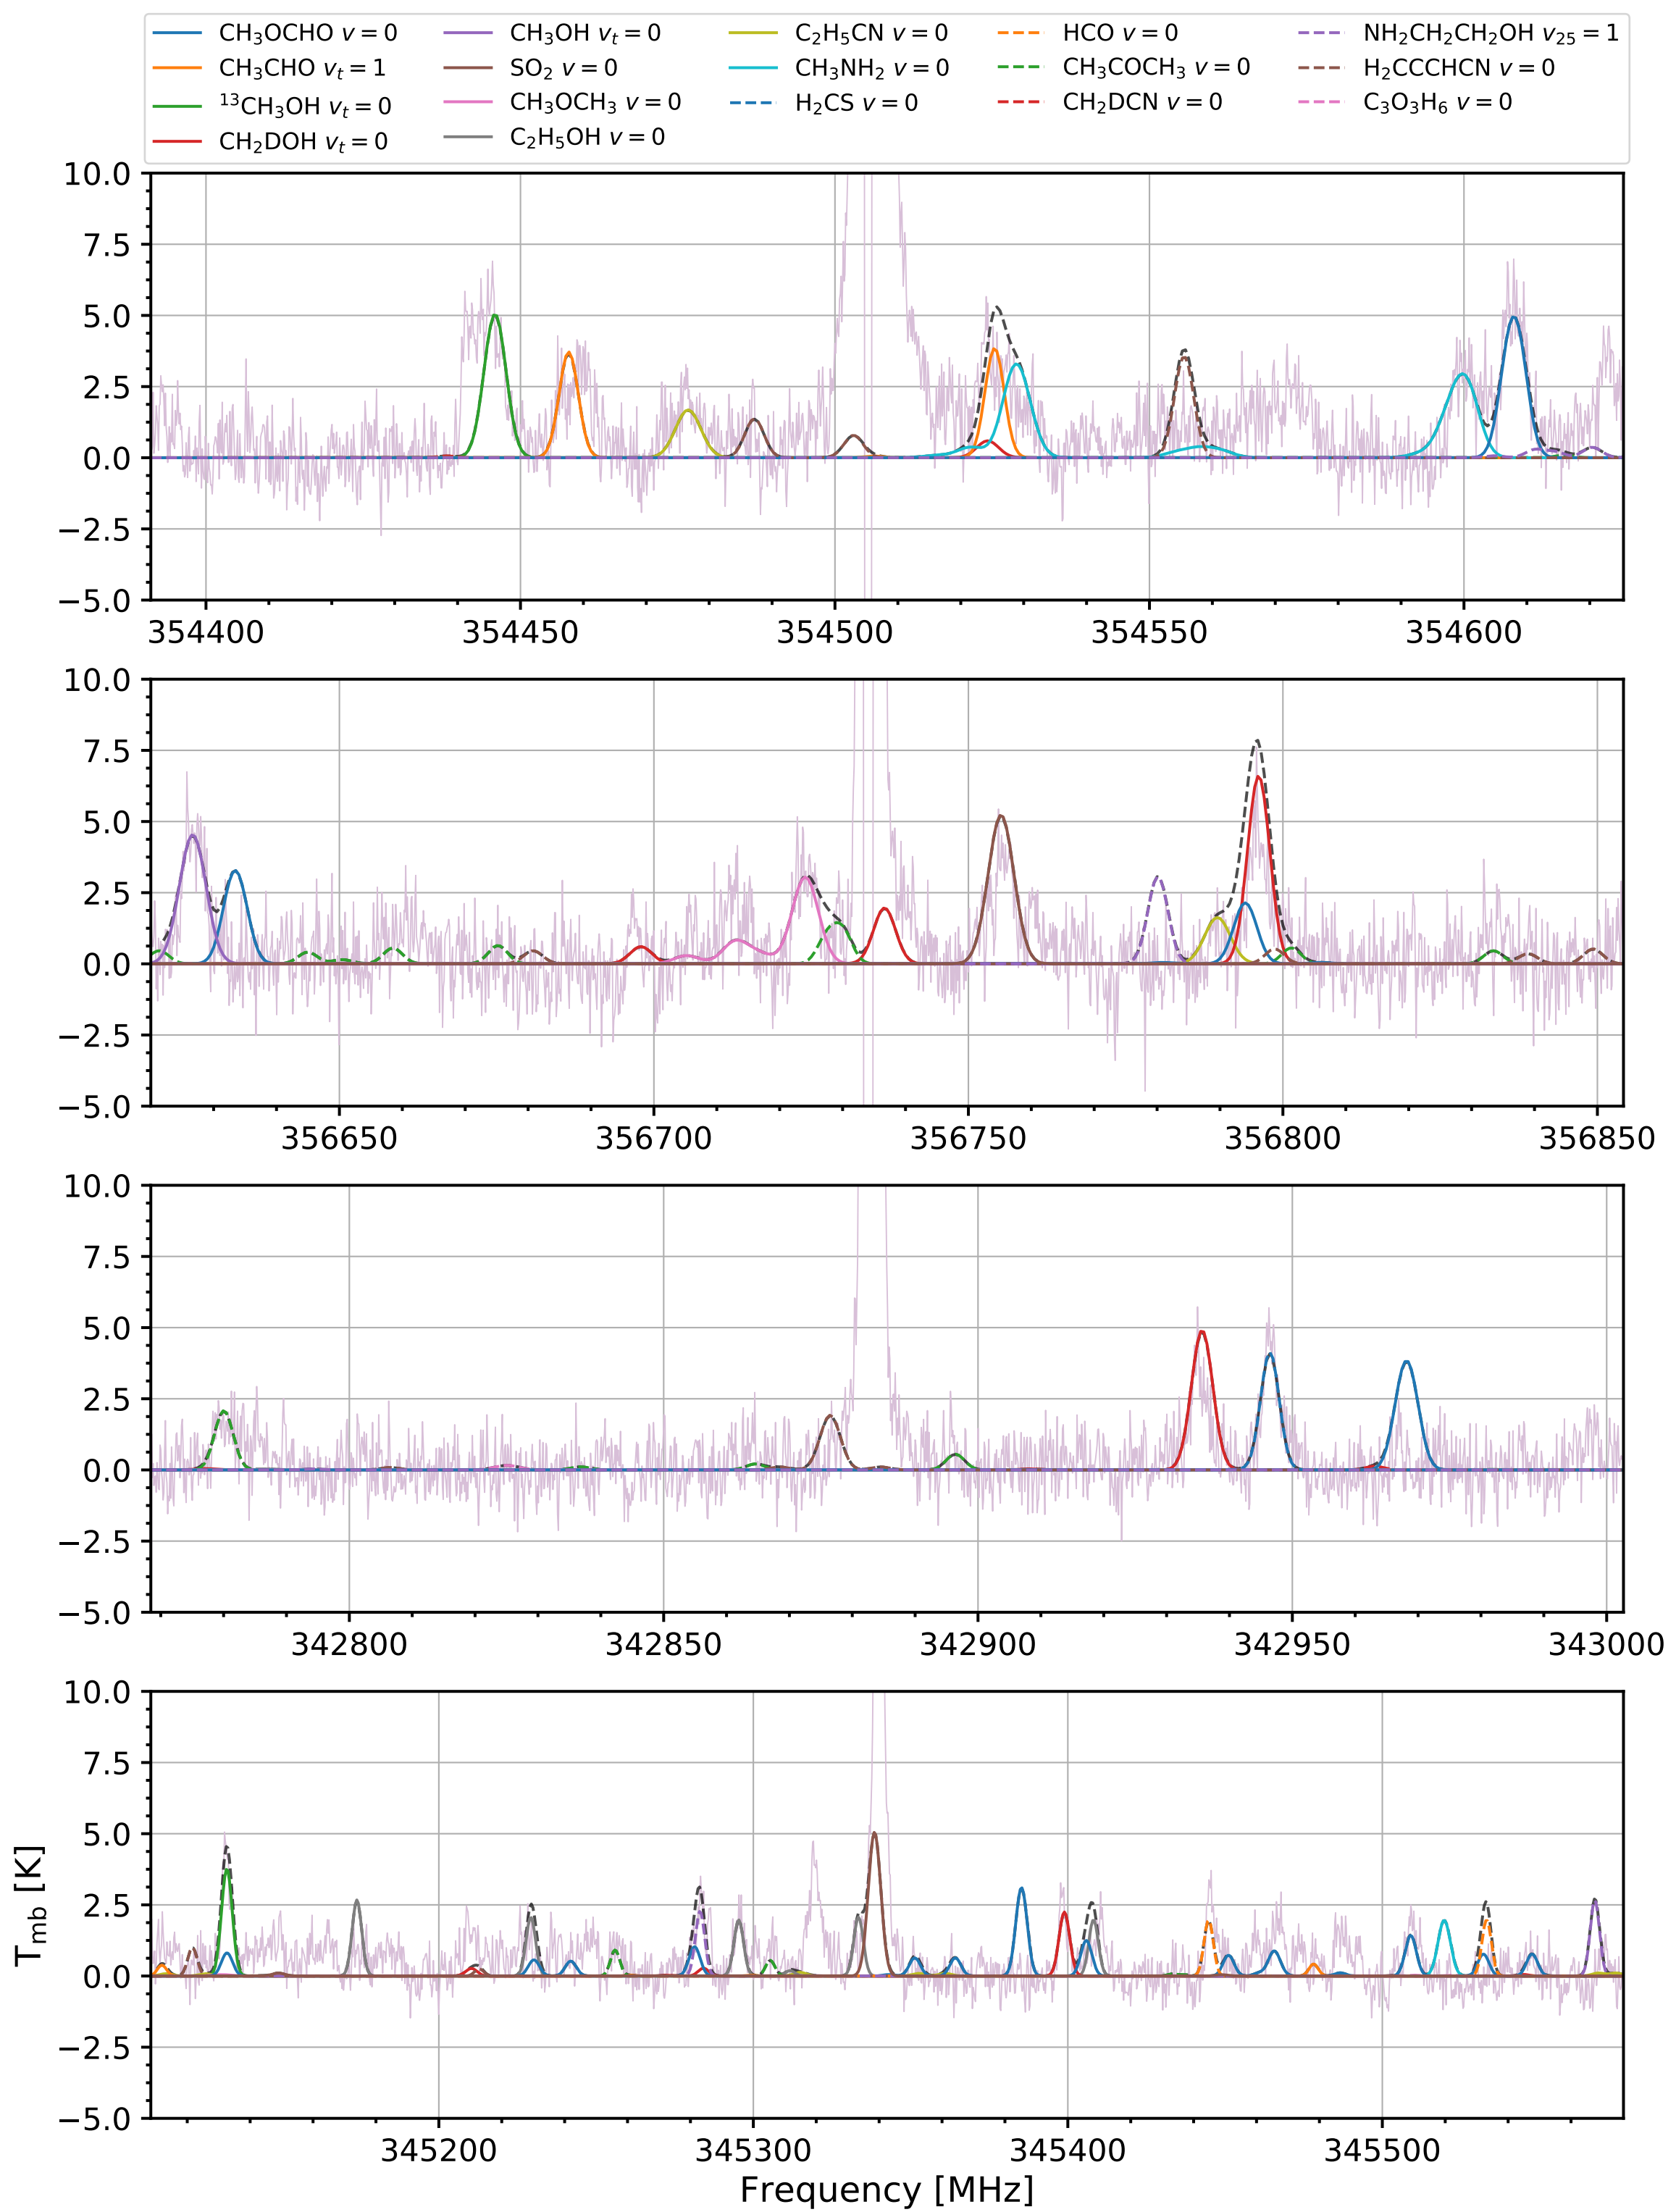 CH₃OCHO v = 0 CH₃OH vₜ = 0 C₂H₅CN v = 0 HCO v = 0 NH₂CH₂CH₂OH v₂₅ = 1
CH₃CHO vₜ = 1 SO₂ v = 0 CH₃NH₂ v = 0 CH₃COCH₃ v = 0 H₂CCCHCN v = 0
¹³CH₃OH vₜ = 0 CH₃OCH₃ v = 0 H₂CS v = 0 CH₂DCN v = 0 C₃O₃H₆ v = 0
CH₂DOH vₜ = 0 C₂H₅OH v = 0
10.0
7.5
5.0
2.5
0.0
−2.5
−5.0
354400 354450 354500 354550 354600
10.0
7.5
5.0
2.5
0.0
−2.5
−5.0
356650 356700 356750 356800 356850
10.0
7.5
5.0
2.5
0.0
−2.5
−5.0
342800 342850 342900 342950 343000
10.0
7.5
5.0
2.5
0.0
−2.5
−5.0
T_mb [K]
345200 345300 345400 345500
Frequency [MHz]